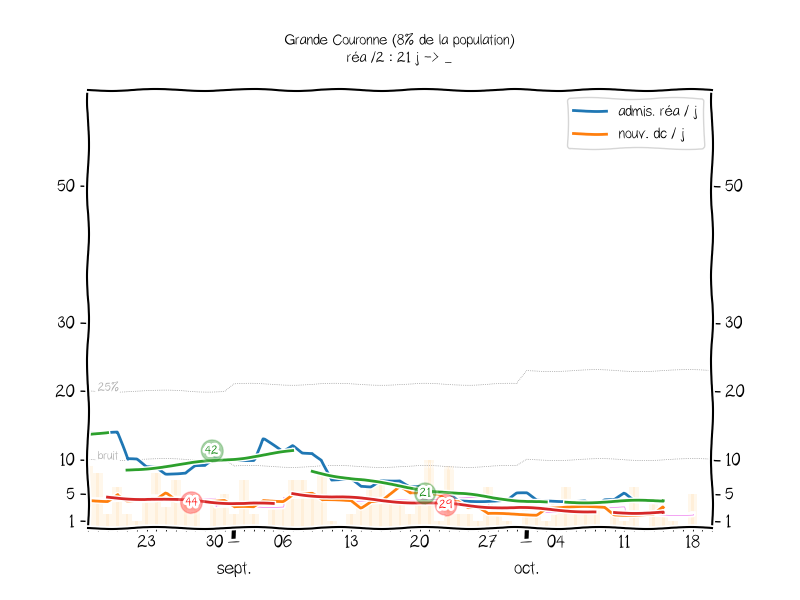 Grande Couronne (8% de la population)
réa /2 : 21 j -> _
admis. réa / j
nouv. dc / j
50 50
30 30
25%
20 20
42
bruit
10 10
21
5 5
44 29
1 1
23 30 06 13 20 27 04 11 18
sept. oct.